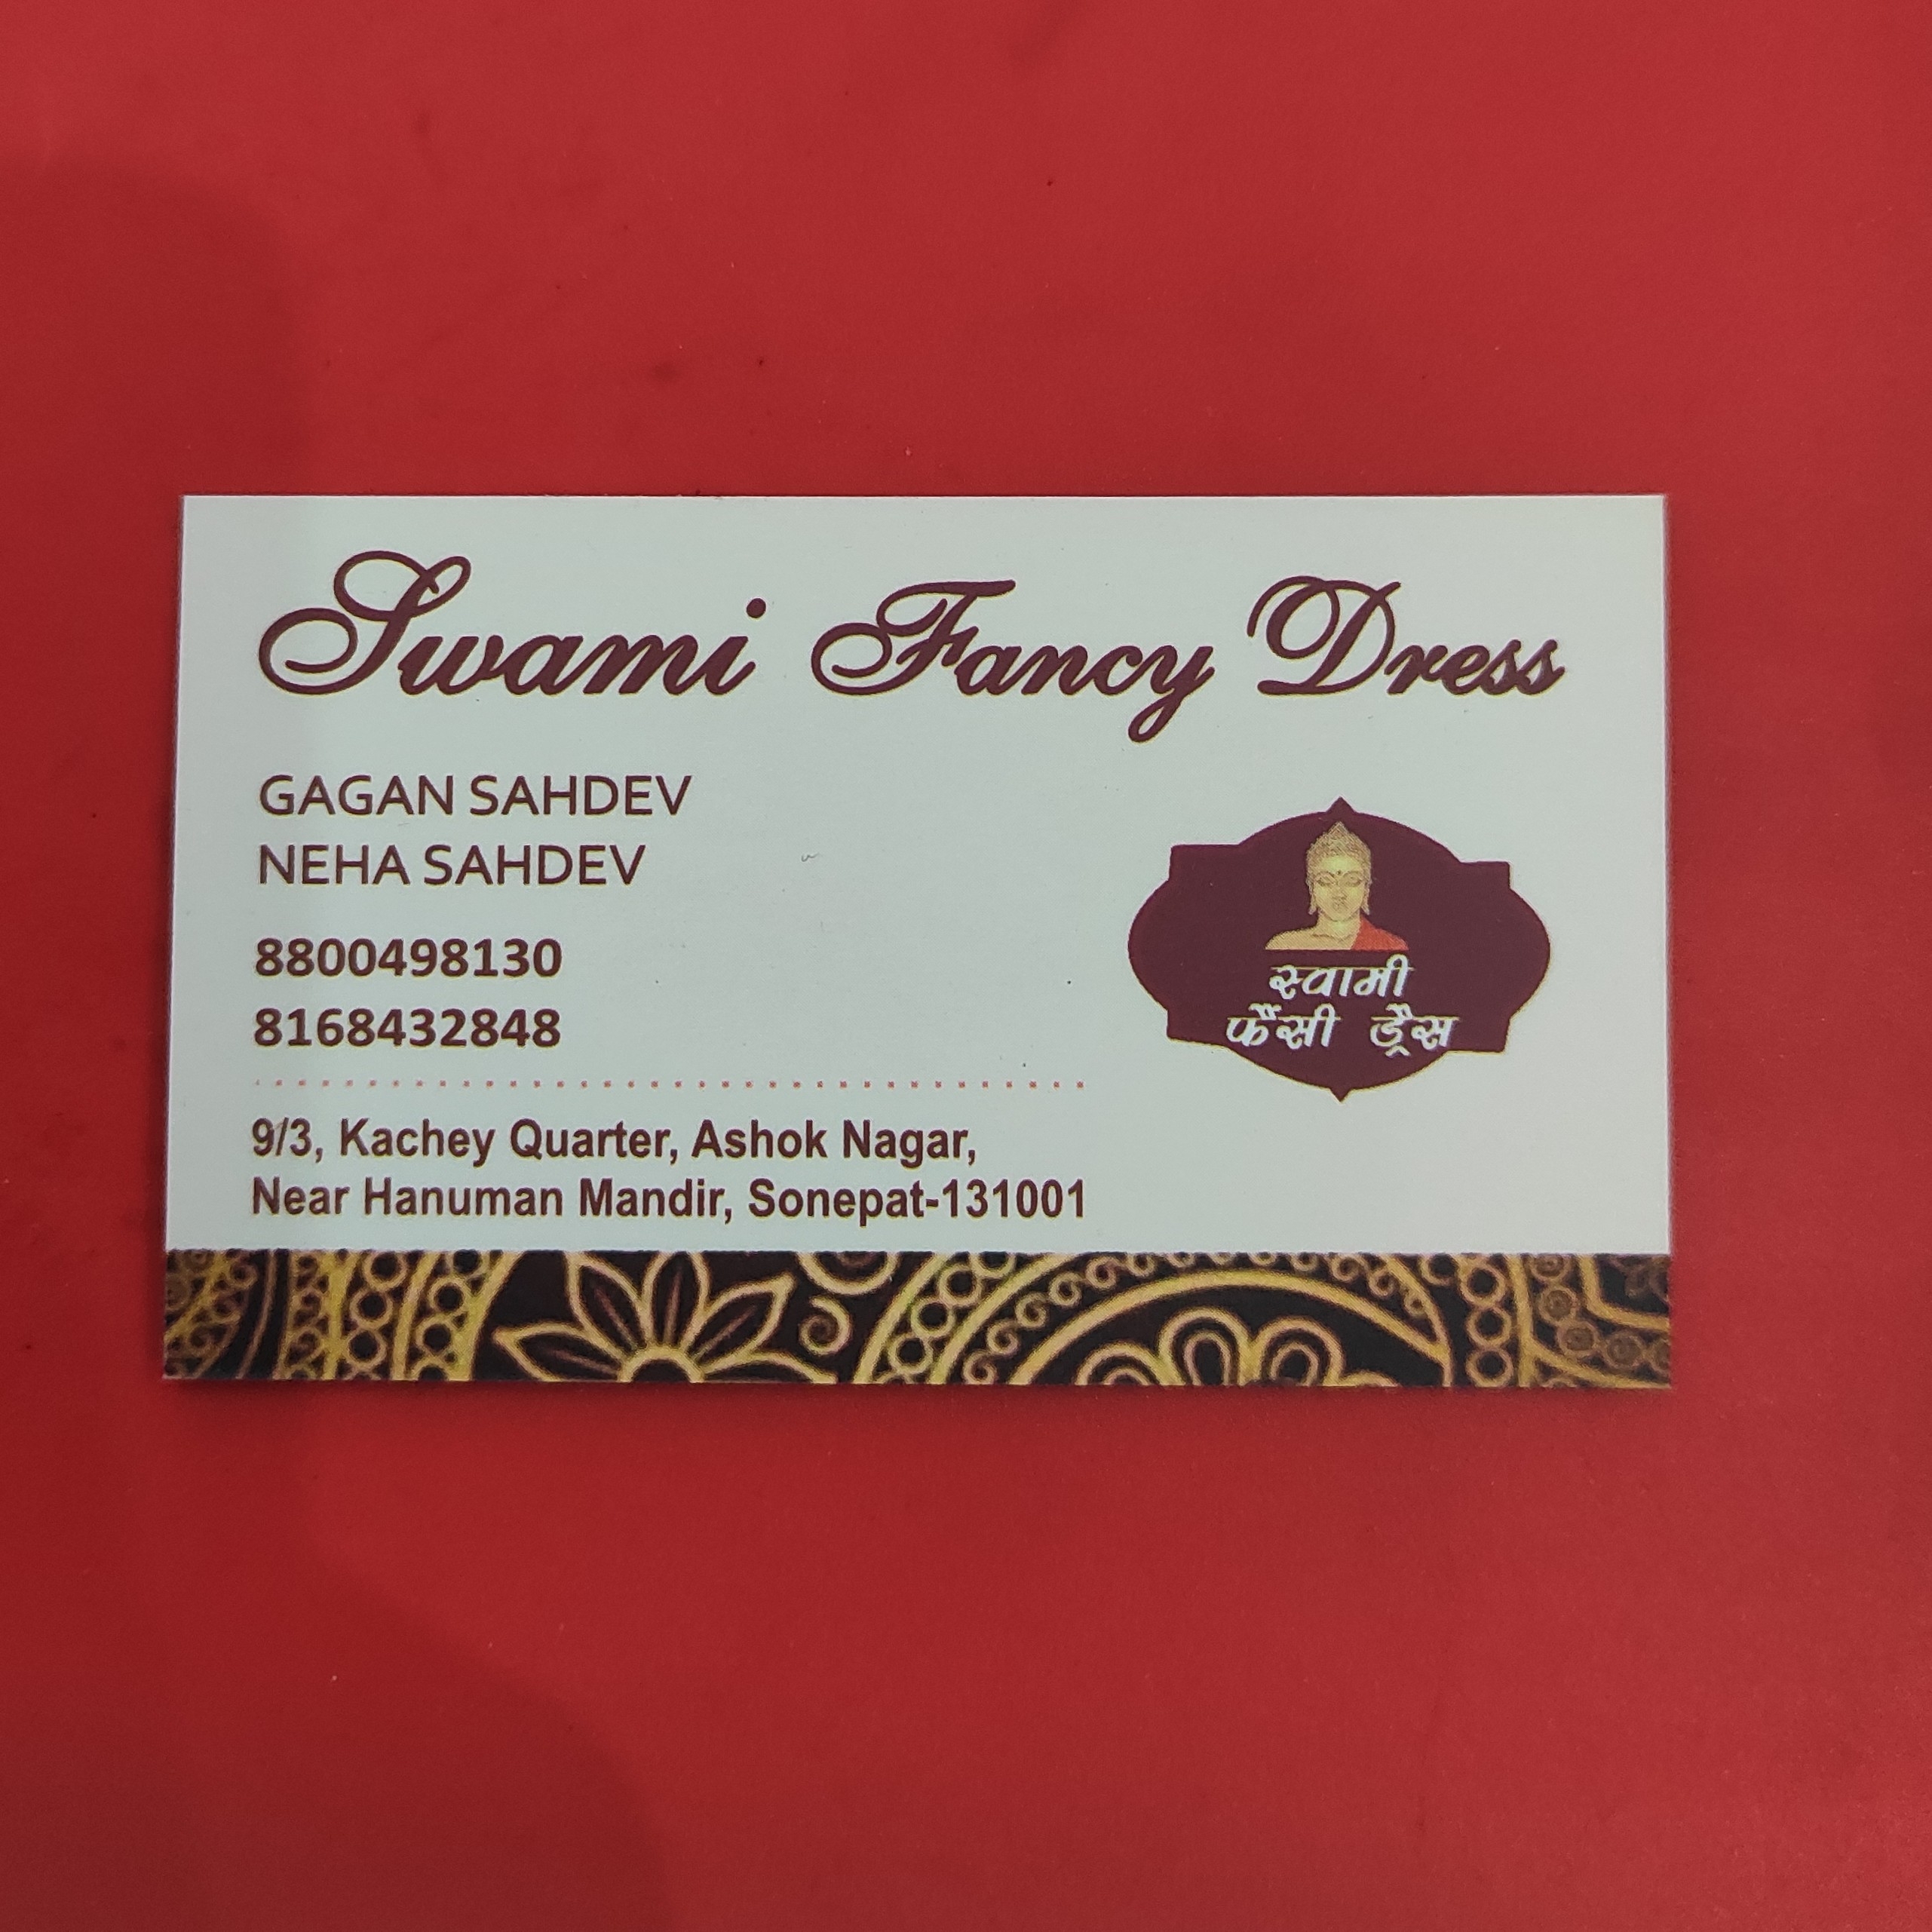 Swami Fancy Dress
GAGAN SAHDEV
NEHA SAHDEV
8800498130
8168432848
9/3, Kachey Quarter, Ashok Nagar,
Near Hanuman Mandir, Sonepat-131001
स्वामी
फैंसी ड्रैस